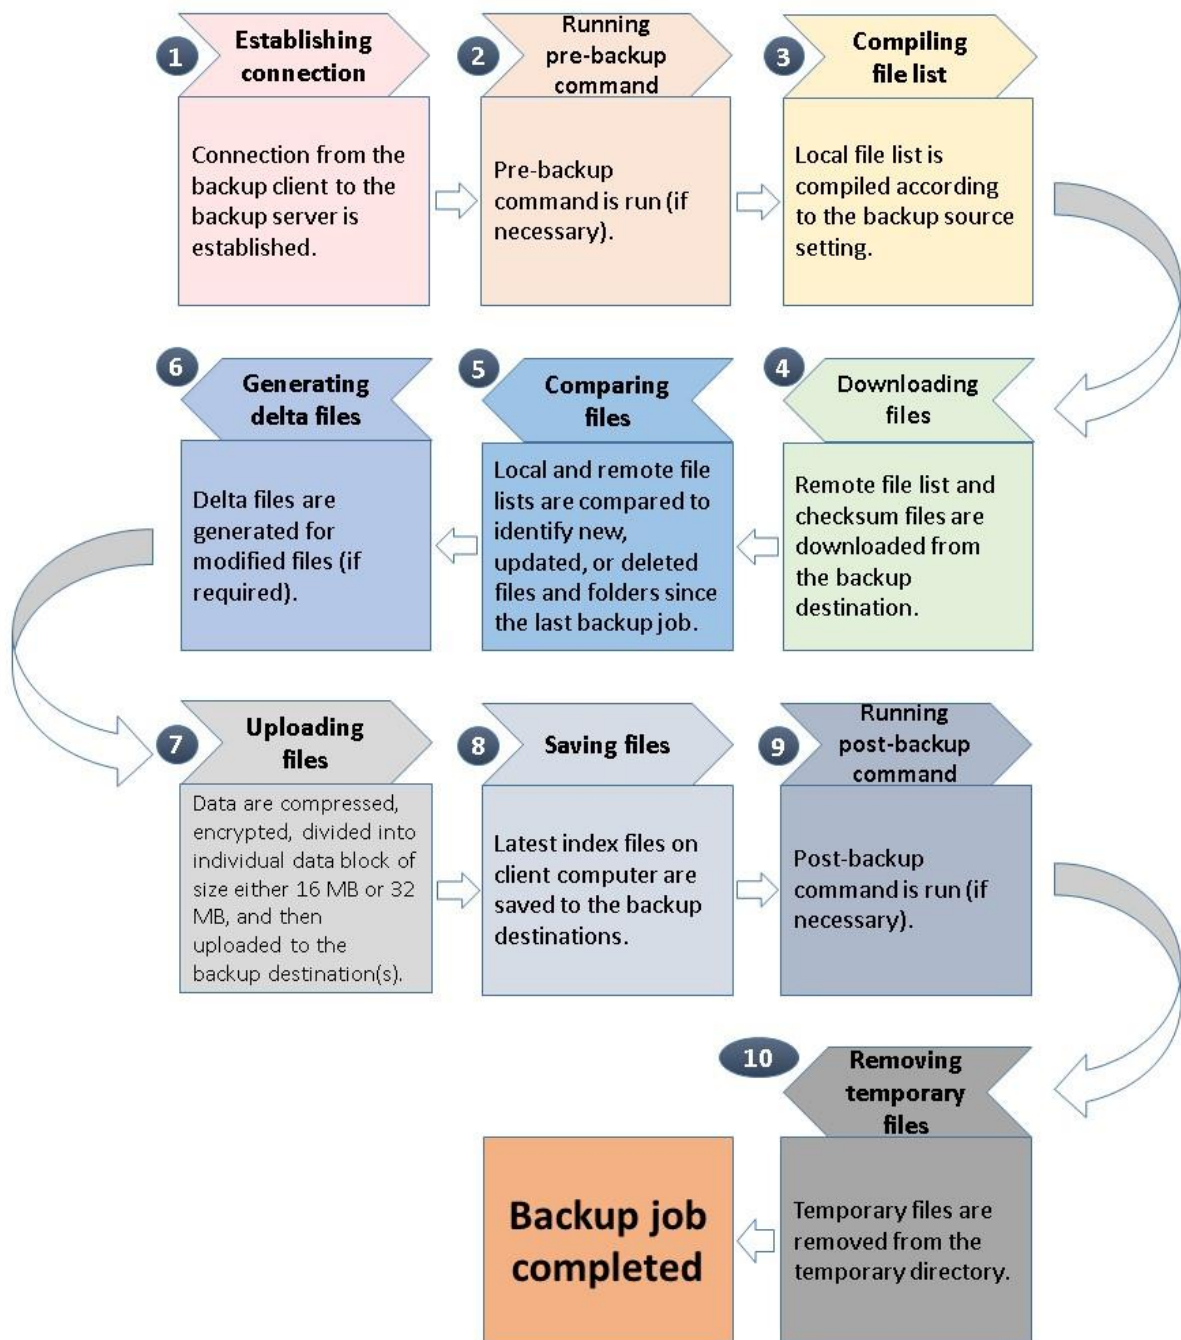 1
Establishing
connection
Connection from the
backup client to the
backup server is
established.
2
Running
pre-backup
command
Pre-backup
command is run (if
necessary).
3
Compiling
file list
Local file list is
compiled according
to the backup source
setting.
4
Downloading
files
Remote file list and
checksum files are
downloaded from
the backup
destination.
5
Comparing
files
Local and remote file
lists are compared to
identify new,
updated, or deleted
files and folders since
the last backup job.
6
Generating
delta files
Delta files are
generated for
modified files (if
required).
7
Uploading
files
Data are compressed,
encrypted, divided into
individual data block of
size either 16 MB or 32
MB, and then
uploaded to the
backup destination(s).
8
Saving files
Latest index files on
client computer are
saved to the backup
destinations.
9
Running
post-backup
command
Post-backup
command is run (if
necessary).
10
Removing
temporary
files
Temporary files are
removed from the
temporary directory.
Backup job
completed